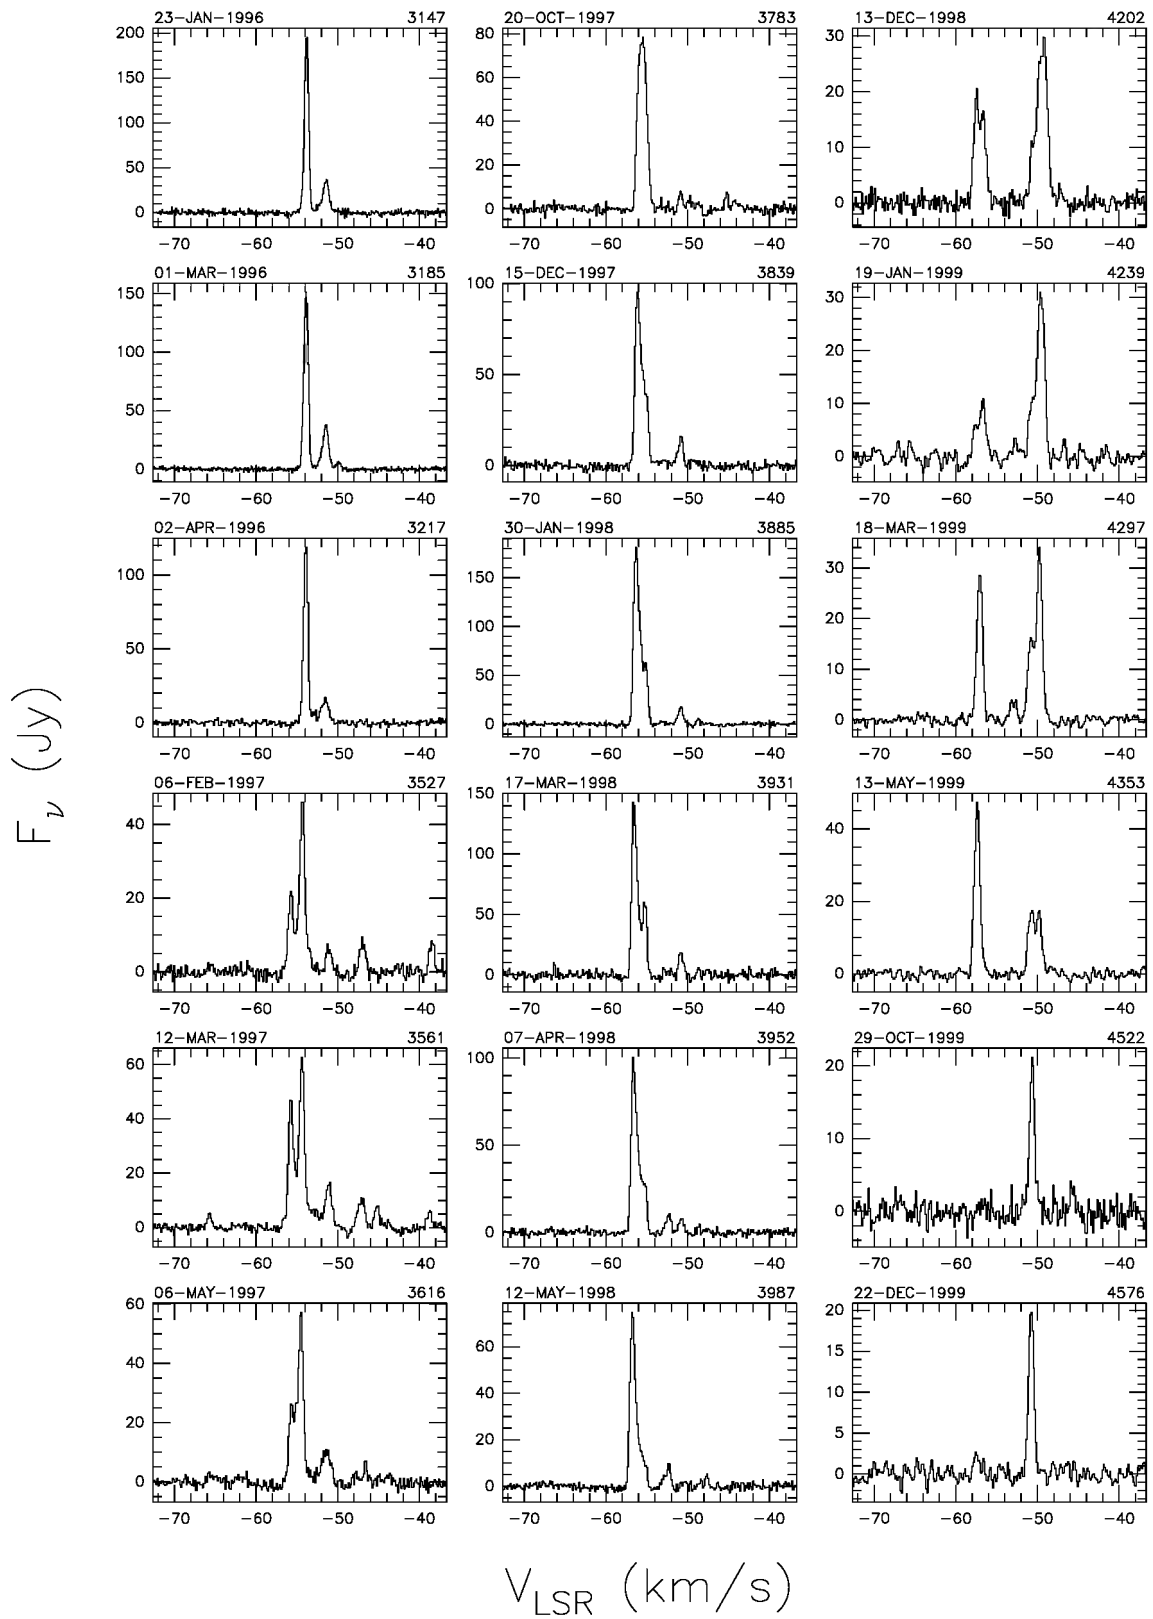 23-JAN-1996 3147
200
150
100
50
0
-70 -60 -50 -40
20-OCT-1997 3783
80
60
40
20
0
-70 -60 -50 -40
13-DEC-1998 4202
30
20
10
0
-70 -60 -50 -40
01-MAR-1996 3185
150
100
50
0
-70 -60 -50 -40
15-DEC-1997 3839
100
50
0
-70 -60 -50 -40
19-JAN-1999 4239
30
20
10
0
-70 -60 -50 -40
02-APR-1996 3217
100
50
0
-70 -60 -50 -40
30-JAN-1998 3885
150
100
50
0
-70 -60 -50 -40
18-MAR-1999 4297
30
20
10
0
-70 -60 -50 -40
06-FEB-1997 3527
40
20
0
-70 -60 -50 -40
17-MAR-1998 3931
150
100
50
0
-70 -60 -50 -40
13-MAY-1999 4353
40
20
0
-70 -60 -50 -40
12-MAR-1997 3561
60
40
20
0
-70 -60 -50 -40
07-APR-1998 3952
100
50
0
-70 -60 -50 -40
29-OCT-1999 4522
20
10
0
-70 -60 -50 -40
06-MAY-1997 3616
60
40
20
0
-70 -60 -50 -40
12-MAY-1998 3987
60
40
20
0
-70 -60 -50 -40
22-DEC-1999 4576
20
15
10
5
0
-70 -60 -50 -40
Fν (Jy)
VLSR (km/s)